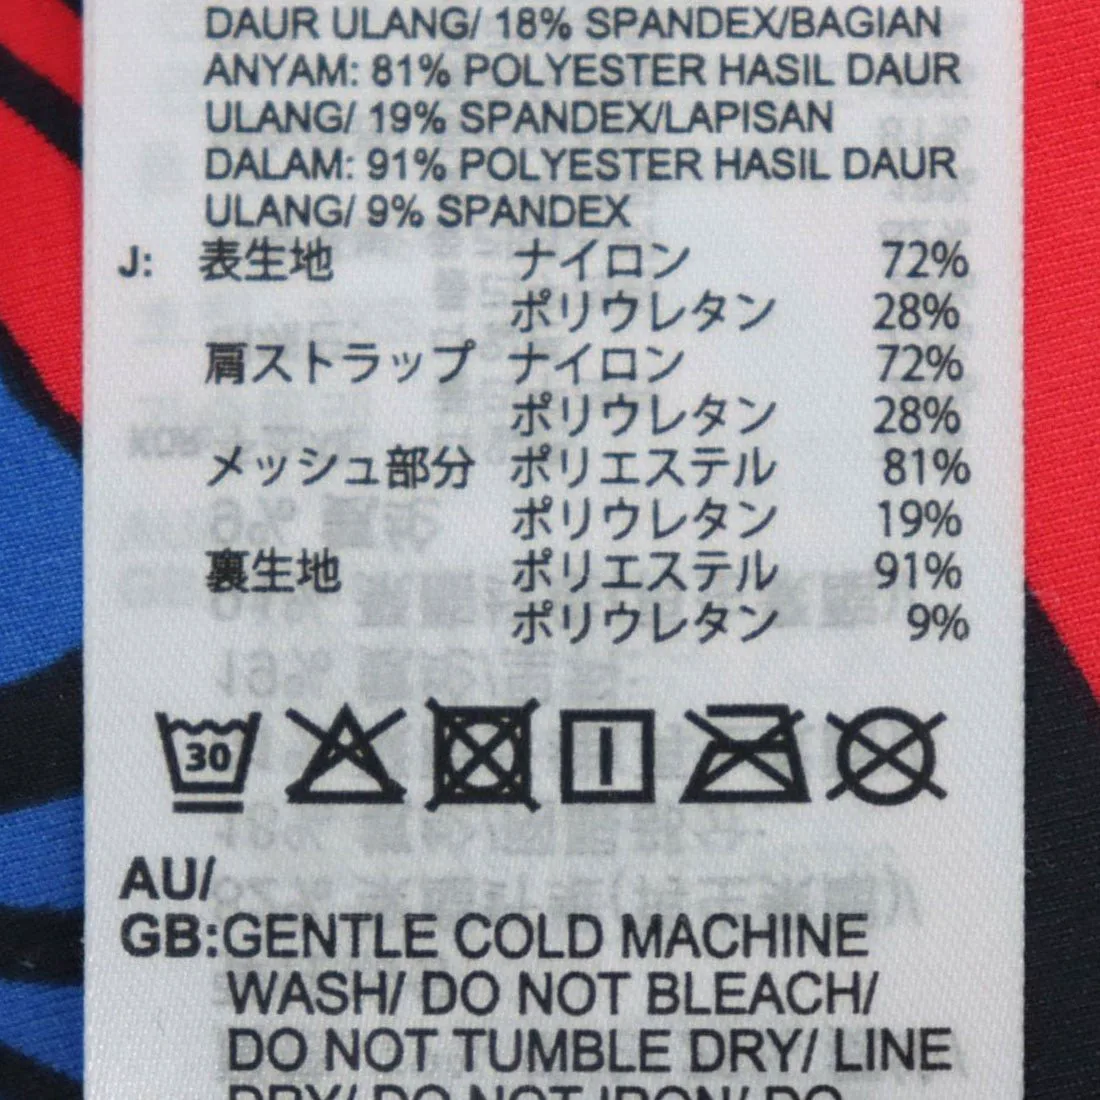 DAUR ULANG/ 18% SPANDEX/BAGIAN
ANYAM: 81% POLYESTER HASIL DAUR
ULANG/ 19% SPANDEX/LAPISAN
DALAM: 91% POLYESTER HASIL DAUR
ULANG/ 9% SPANDEX
J: 表生地 ナイロン 72%
ポリウレタン 28%
肩ストラップ ナイロン 72%
ポリウレタン 28%
メッシュ部分 ポリエステル 81%
ポリウレタン 19%
裏生地 ポリエステル 91%
ポリウレタン 9%
30
AU/
GB:GENTLE COLD MACHINE
WASH/ DO NOT BLEACH/
DO NOT TUMBLE DRY/ LINE
DRY/ DO NOT IRON/ DO